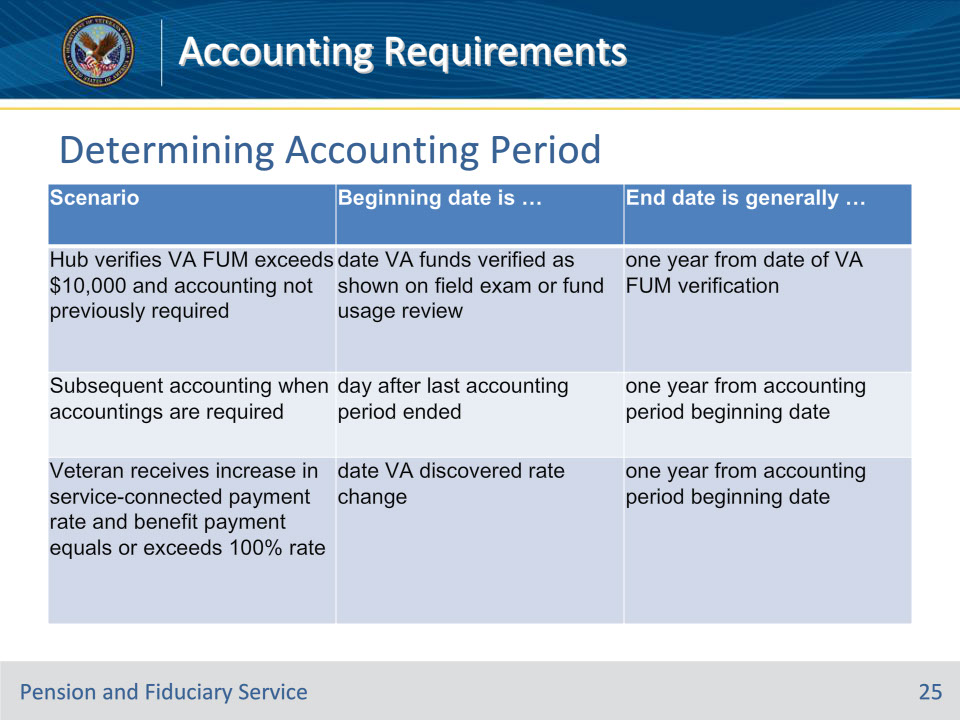 Accounting Requirements
Determining Accounting Period
Scenario
Beginning date is …
End date is generally …
Hub verifies VA FUM exceeds
$10,000 and accounting not
previously required
date VA funds verified as
shown on field exam or fund
usage review
one year from date of VA
FUM verification
Subsequent accounting when
accountings are required
day after last accounting
period ended
one year from accounting
period beginning date
Veteran receives increase in
service-connected payment
rate and benefit payment
equals or exceeds 100% rate
date VA discovered rate
change
one year from accounting
period beginning date
Pension and Fiduciary Service
25